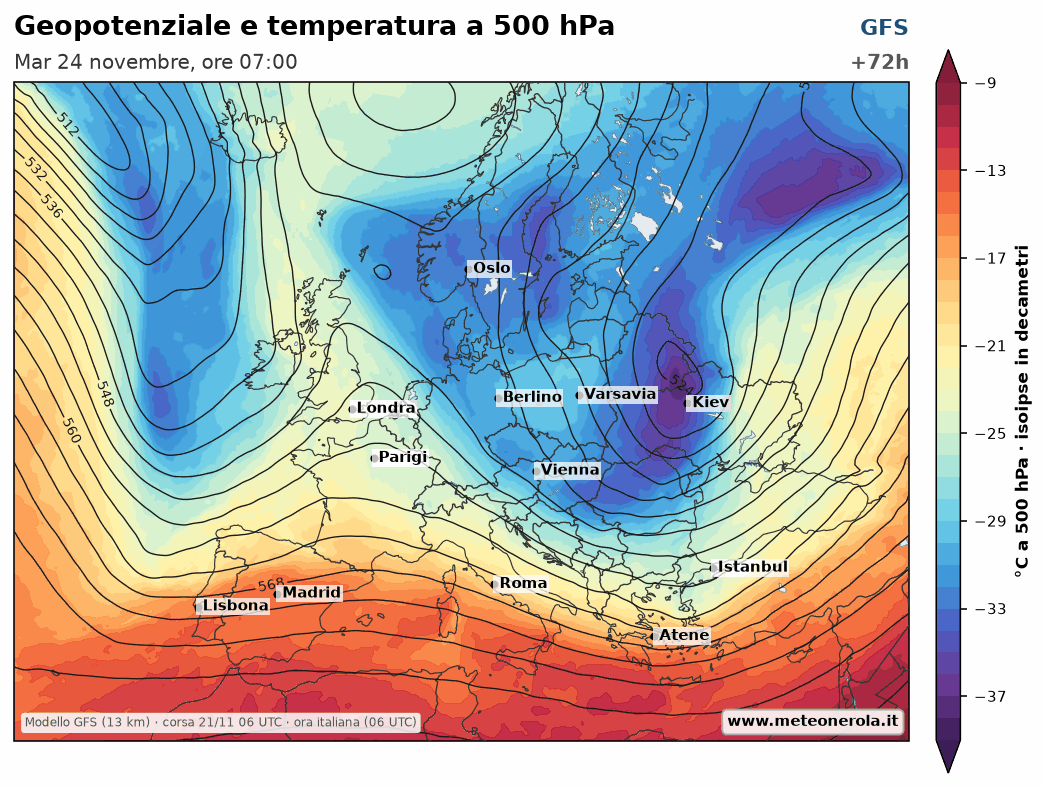 Geopotenziale e temperatura a 500 hPa
GFS
Mar 24 novembre, ore 07:00
+72h
512
532
536
548
560
568
524
Oslo
Berlino
Varsavia
Kiev
Londra
Parigi
Vienna
Roma
Istanbul
Madrid
Lisbona
Atene
−9
−13
−17
−21
−25
−29
−33
−37
°C a 500 hPa · isoipse in decametri
Modello GFS (13 km) · corsa 21/11 06 UTC · ora italiana (06 UTC)
www.meteonerola.it